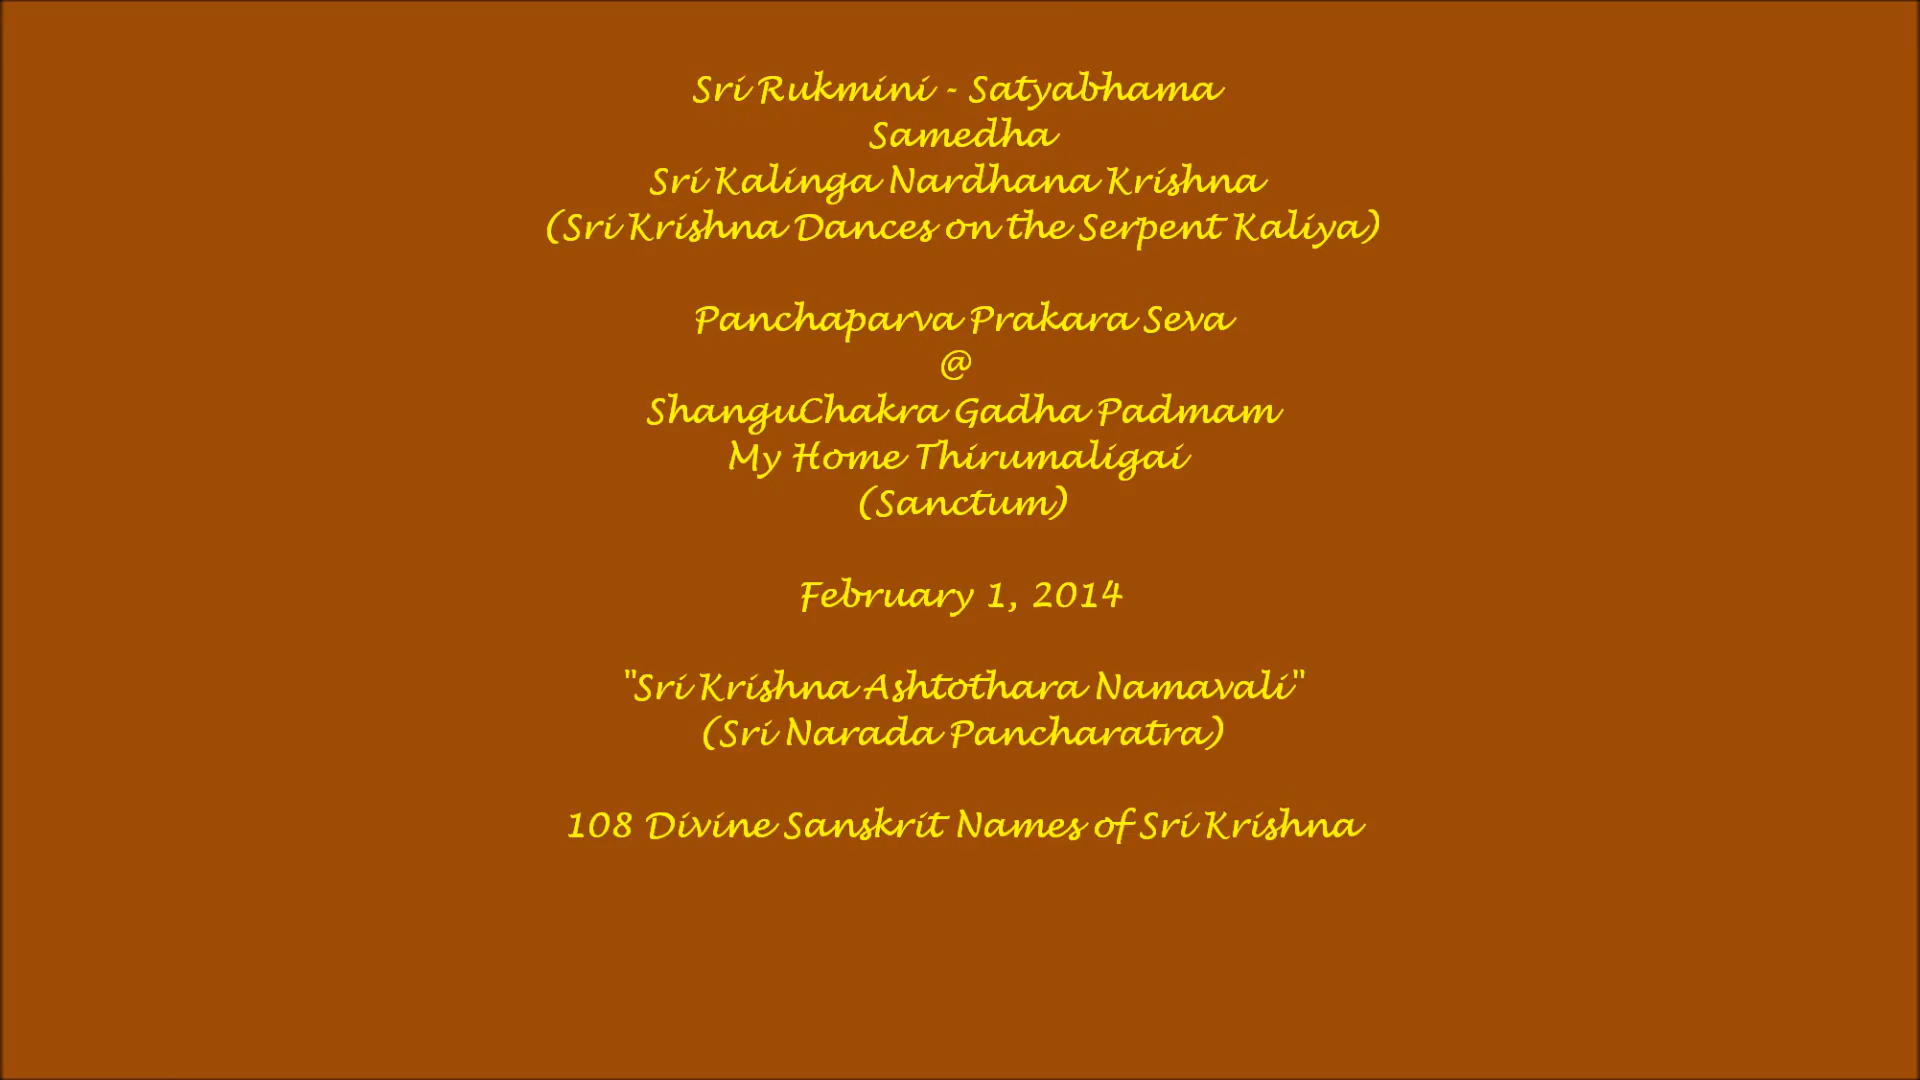 Sri Rukmini - Satyabhama
Samedha
Sri Kalinga Nardhana Krishna
(Sri Krishna Dances on the Serpent Kaliya)
Panchaparva Prakara Seva
@
ShanguChakra Gadha Padmam
My Home Thirumaligai
(Sanctum)
February 1, 2014
"Sri Krishna Ashtothara Namavali"
(Sri Narada Pancharatra)
108 Divine Sanskrit Names of Sri Krishna